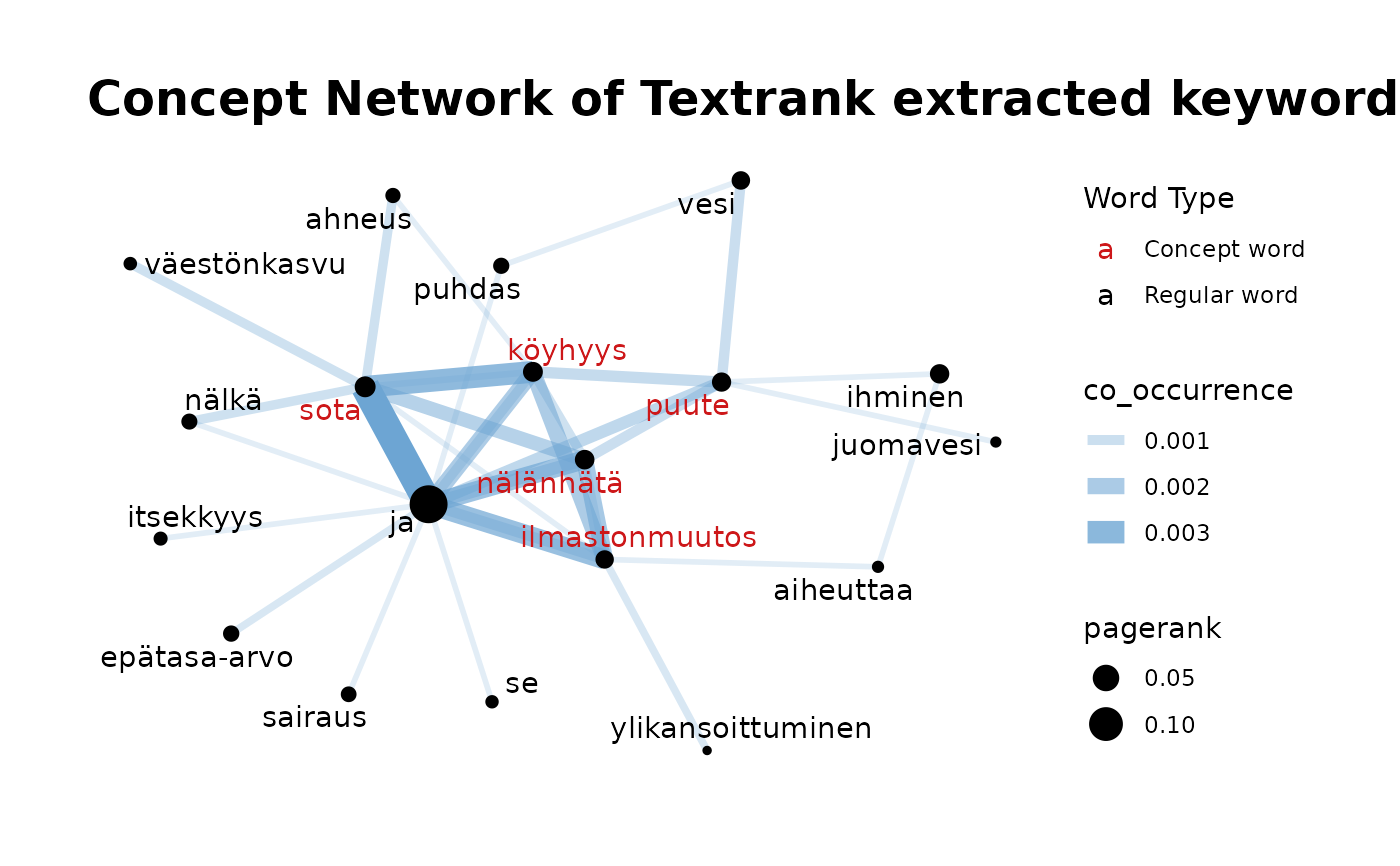 Concept Network of Textrank extracted keyword
ahneus
vesi
väestönkasvu
puhdas
köyhyys
nälkä
sota
puute
ihminen
juomavesi
nälänhätä
itsekkyys
ja
ilmastonmuutos
aiheuttaa
epätasa-arvo
sairaus
se
ylikansoittuminen
Word Type
a Concept word
a Regular word
co_occurrence
0.001
0.002
0.003
pagerank
0.05
0.10